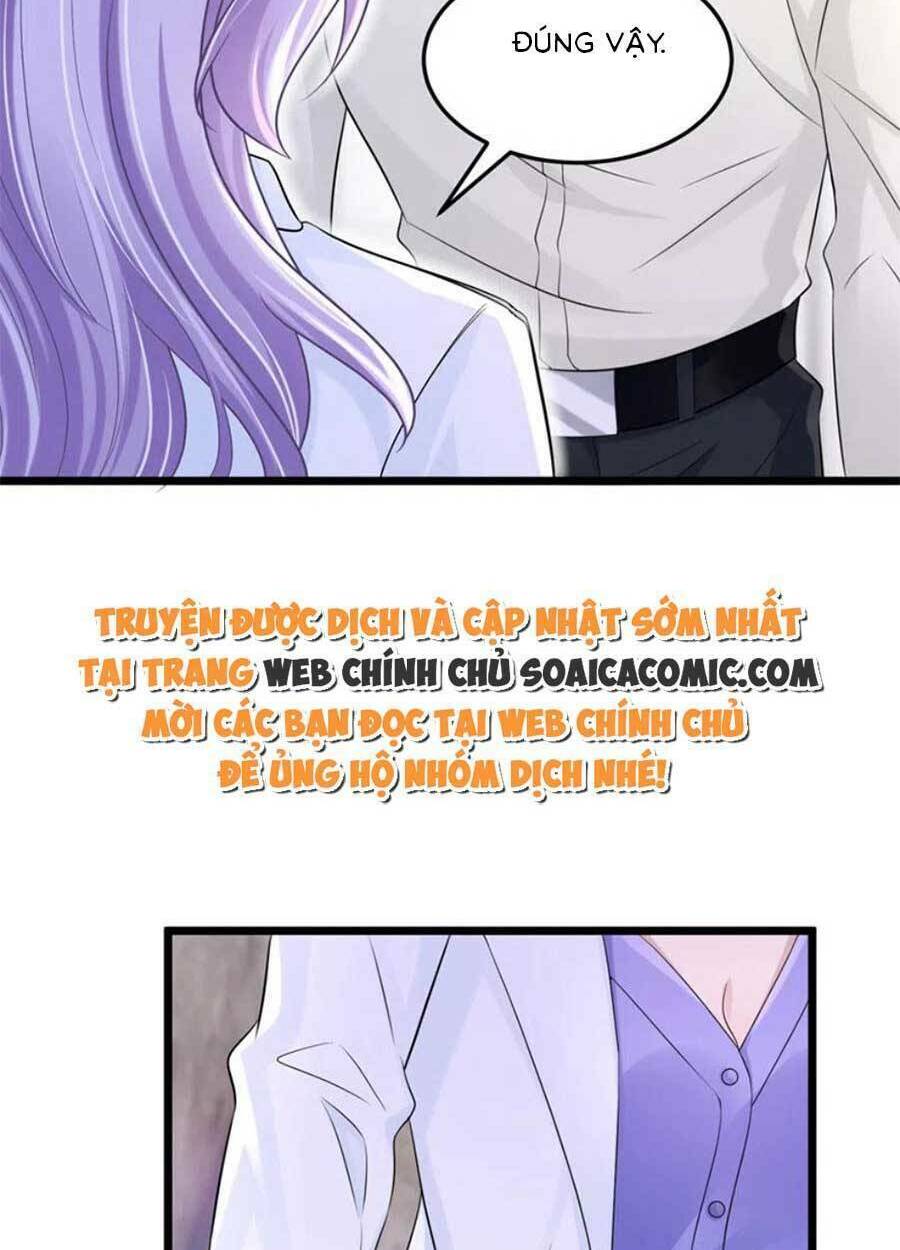 ĐÚNG VẬY.
TRUYỆN ĐƯỢC DỊCH VÀ CẬP NHẬT SỚM NHẤT
TẠI TRANG WEB CHÍNH CHỦ SOAICACOMIC.COM
MỜI CÁC BẠN ĐỌC TẠI WEB CHÍNH CHỦ
ĐỂ ỦNG HỘ NHÓM DỊCH NHÉ!